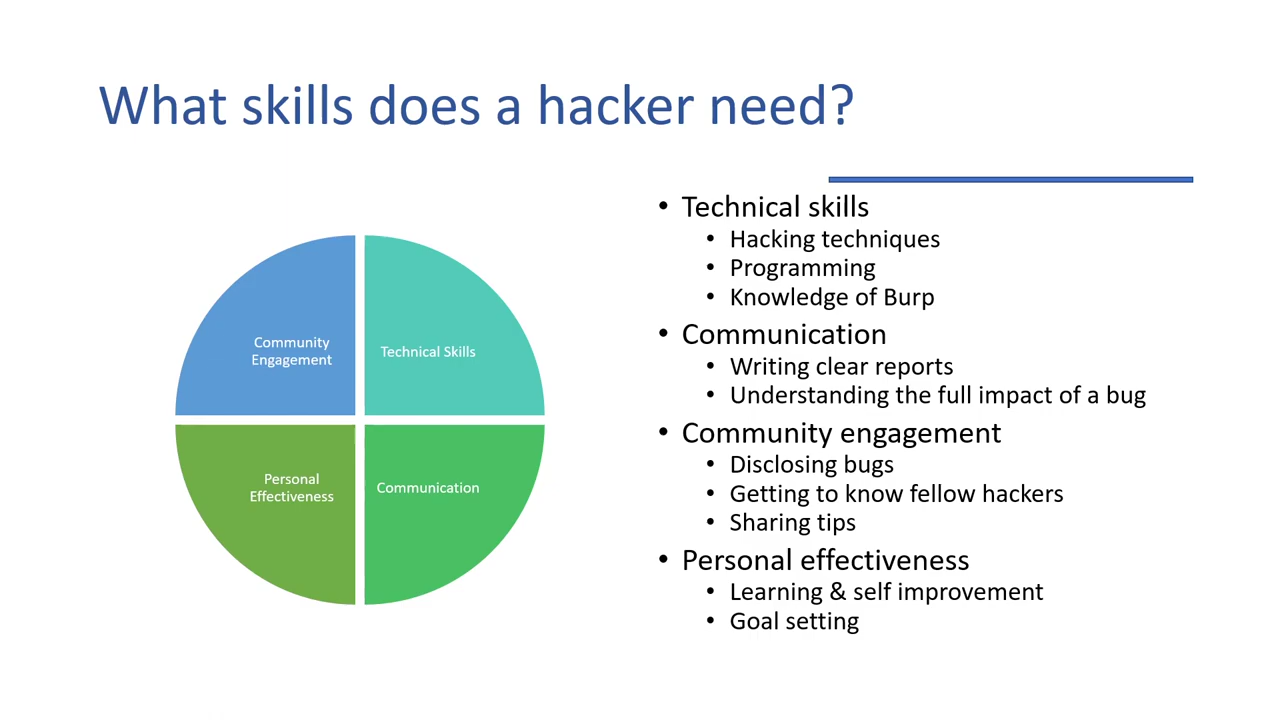 What skills does a hacker need?
Community
Engagement
Technical Skills
Personal
Effectiveness
Communication
• Technical skills
• Hacking techniques
• Programming
• Knowledge of Burp
• Communication
• Writing clear reports
• Understanding the full impact of a bug
• Community engagement
• Disclosing bugs
• Getting to know fellow hackers
• Sharing tips
• Personal effectiveness
• Learning & self improvement
• Goal setting